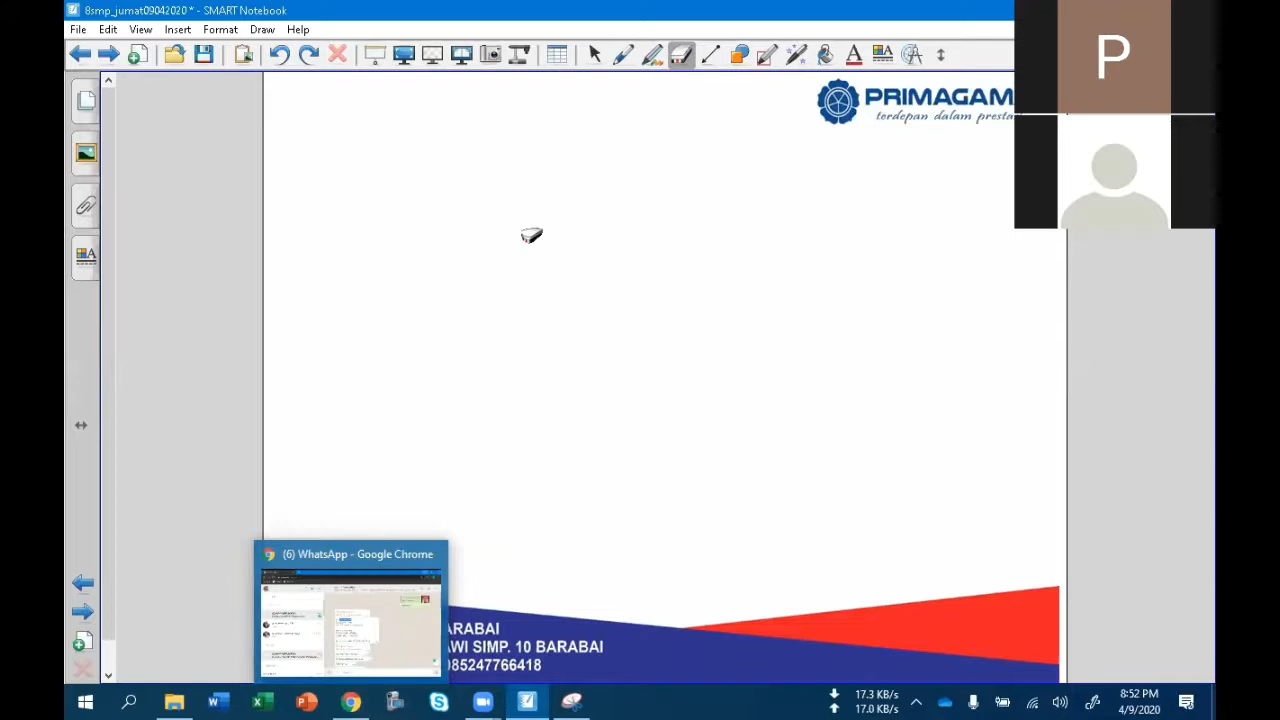 8smp_jumat09042020 * - SMART Notebook
File Edit View Insert Format Draw Help
P
PRIMAGAM
terdepan dalam presta
(6) WhatsApp - Google Chrome
ARABAI
AWI SIMP. 10 BARABAI
085247766418
17.3 KB/s
17.0 KB/s
8:52 PM
4/9/2020